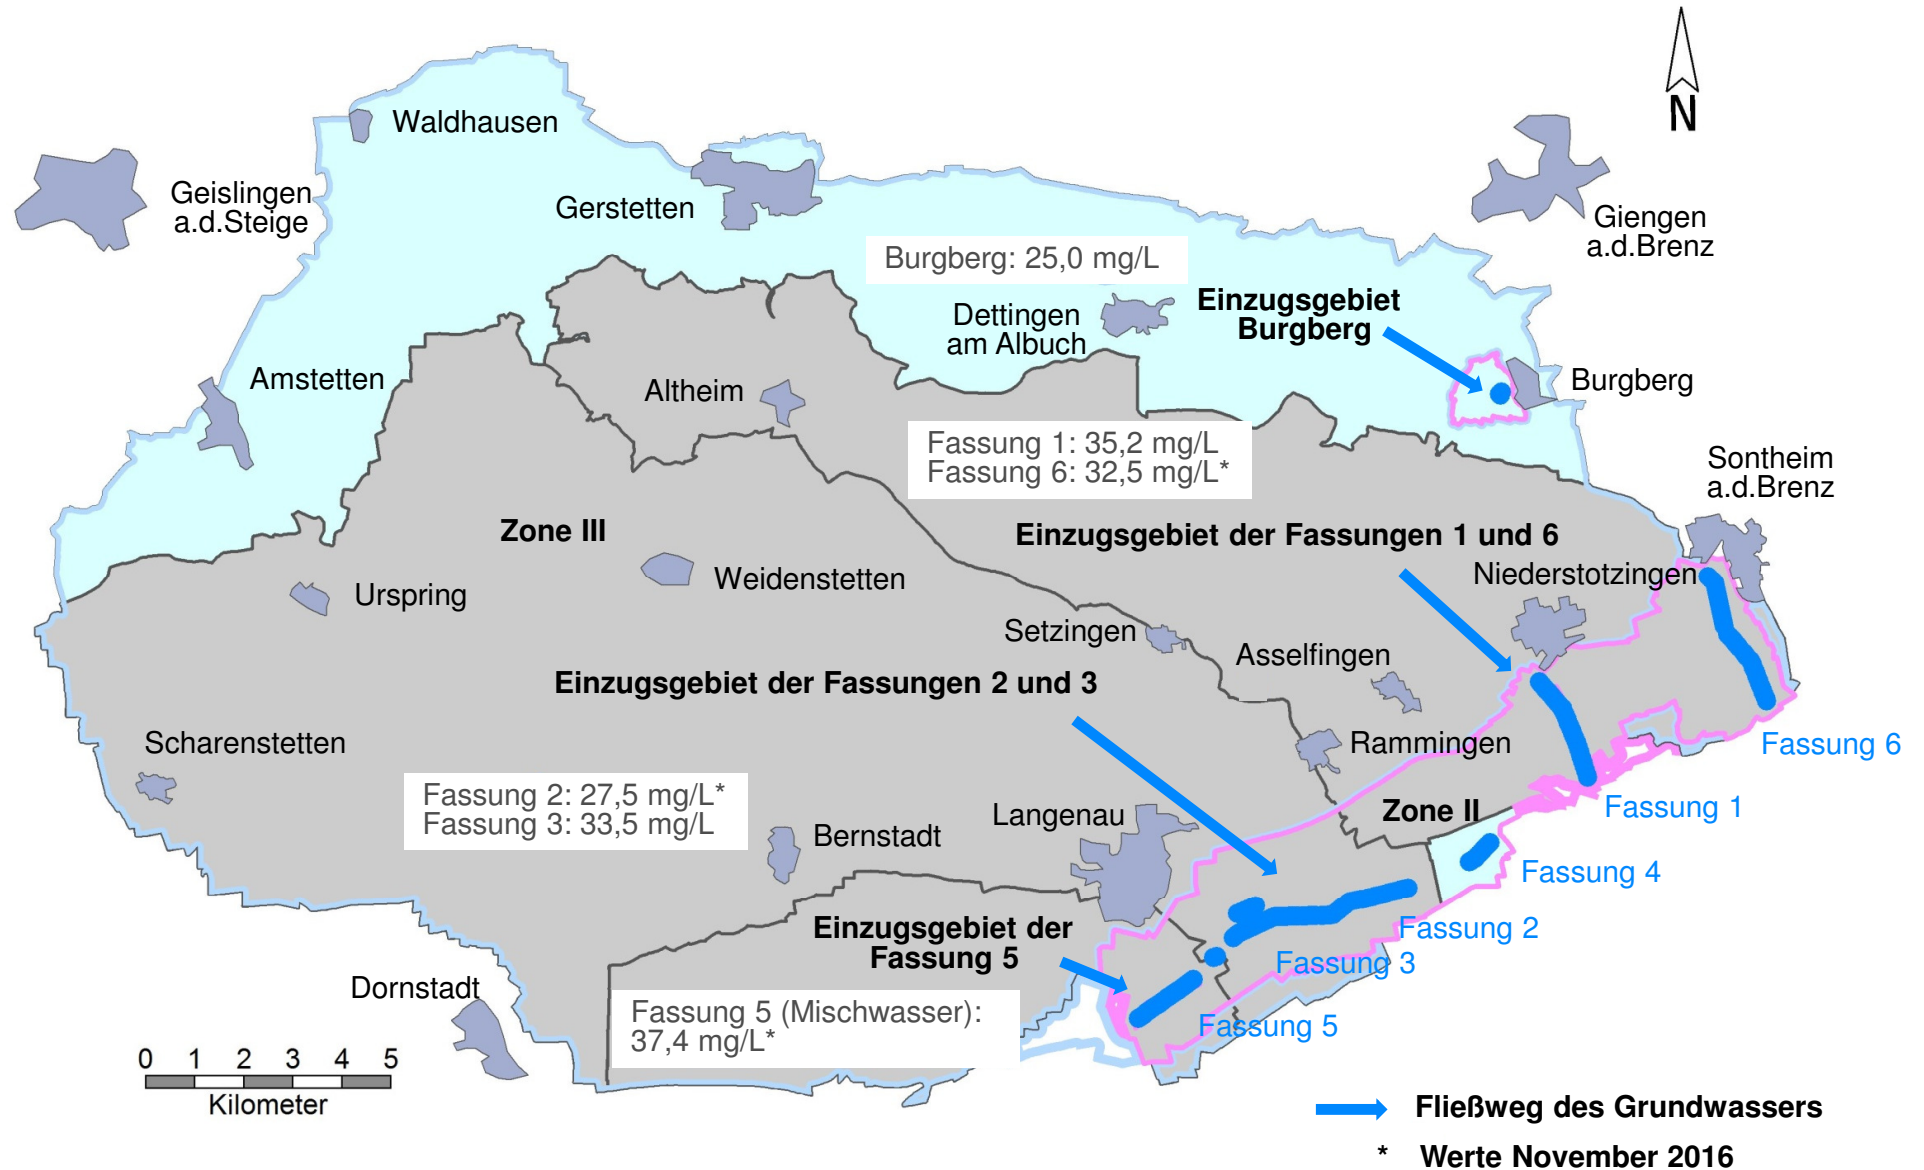 N
Waldhausen
Geislingen
a.d.Steige
Gerstetten
Giengen
a.d.Brenz
Burgberg: 25,0 mg/L
Einzugsgebiet
Burgberg
Dettingen
am Albuch
Amstetten
Altheim
Burgberg
Fassung 1: 35,2 mg/L
Fassung 6: 32,5 mg/L*
Sontheim
a.d.Brenz
Zone III
Einzugsgebiet der Fassungen 1 und 6
Weidenstetten
Niederstotzingen
Urspring
Setzingen
Asselfingen
Einzugsgebiet der Fassungen 2 und 3
Scharenstetten
Rammingen
Fassung 6
Fassung 2: 27,5 mg/L*
Fassung 3: 33,5 mg/L
Bernstadt
Langenau
Zone II
Fassung 1
Fassung 4
Einzugsgebiet der
Fassung 5
Fassung 2
Fassung 3
Dornstadt
Fassung 5 (Mischwasser):
37,4 mg/L*
Fassung 5
0 1 2 3 4 5
Kilometer
Fließweg des Grundwassers
* Werte November 2016